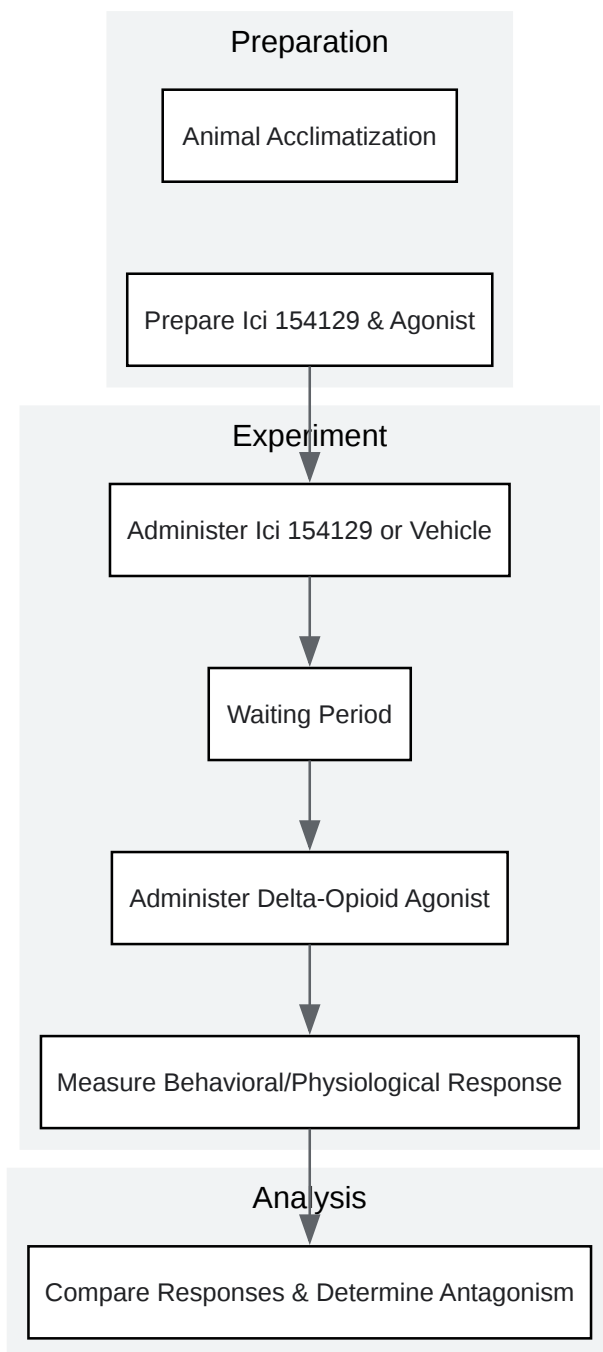 Preparation
Animal Acclimatization
Prepare Ici 154129 & Agonist
Experiment
Administer Ici 154129 or Vehicle
Waiting Period
Administer Delta-Opioid Agonist
Measure Behavioral/Physiological Response
Analysis
Compare Responses & Determine Antagonism